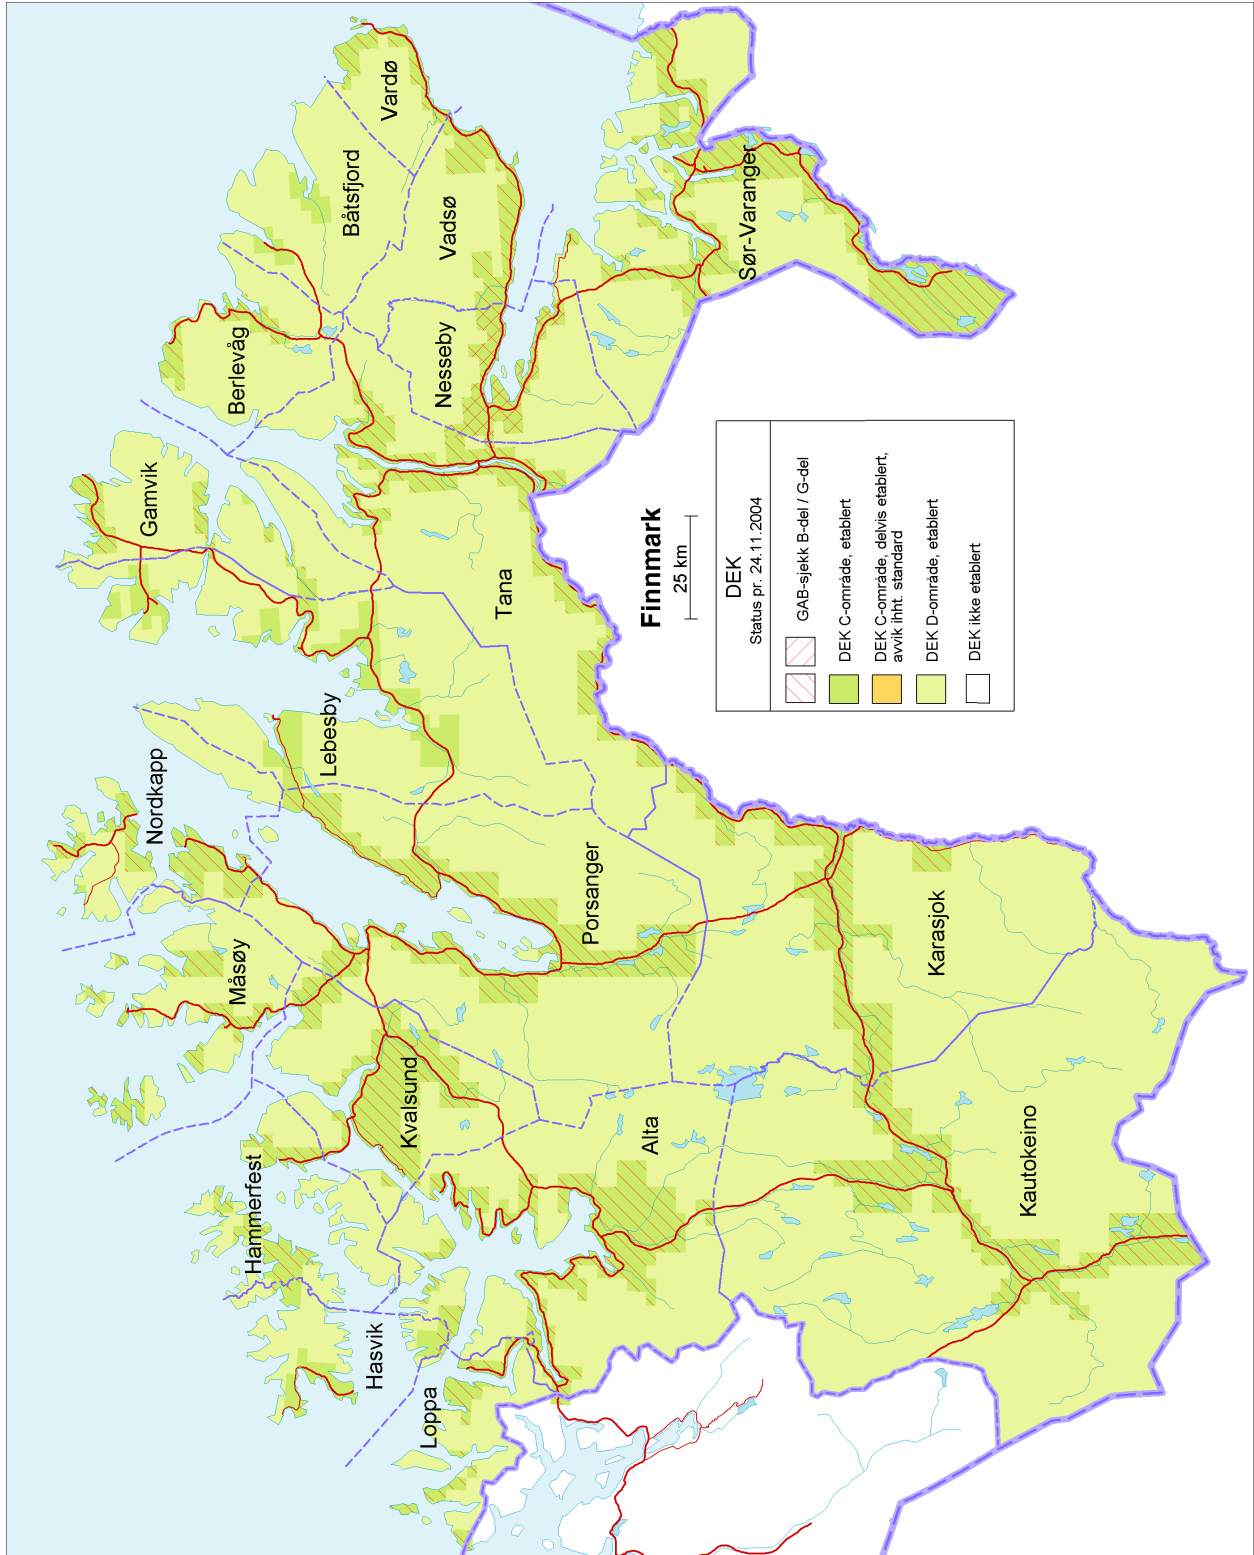 Vardø
Båtsfjord
Vadsø
Sør-Varanger
Berlevåg
Nesseby
Gamvik
Tana
Lebesby
Nordkapp
Porsanger
Måsøy
Karasjok
Kvalsund
Alta
Kautokeino
Hammerfest
Hasvik
Loppa
Finnmark
25 km
DEK
Status pr. 24.11.2004
GAB-sjekk B-del / G-del
DEK C-område, etablert
DEK C-område, delvis etablert,
avvik ihht. standard
DEK D-område, etablert
DEK ikke etablert